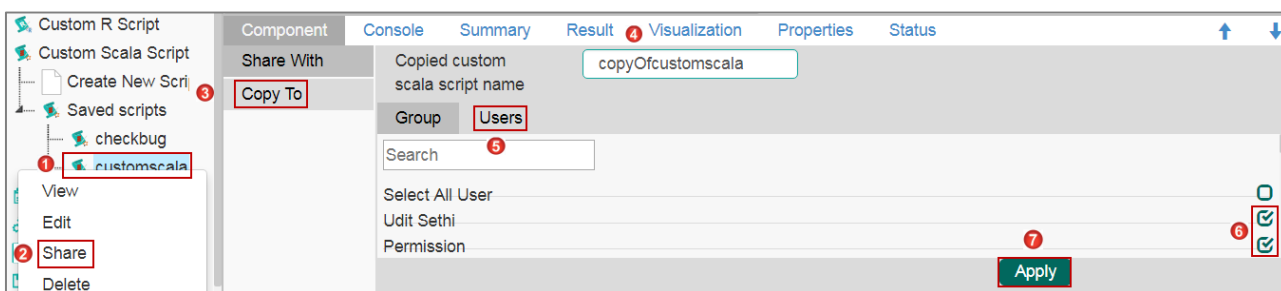 Custom R Script
Custom Scala Script
Create New Scri
Saved scripts
checkbug
1
customscala
View
Edit
2
Share
Delete
Component
Console
Summary
Result
4
Visualization
Properties
Status
Share With
3
Copy To
Copied custom
scala script name
copyOfcustomscala
Group
Users
5
Search
Select All User
Udit Sethi
Permission
6
7
Apply